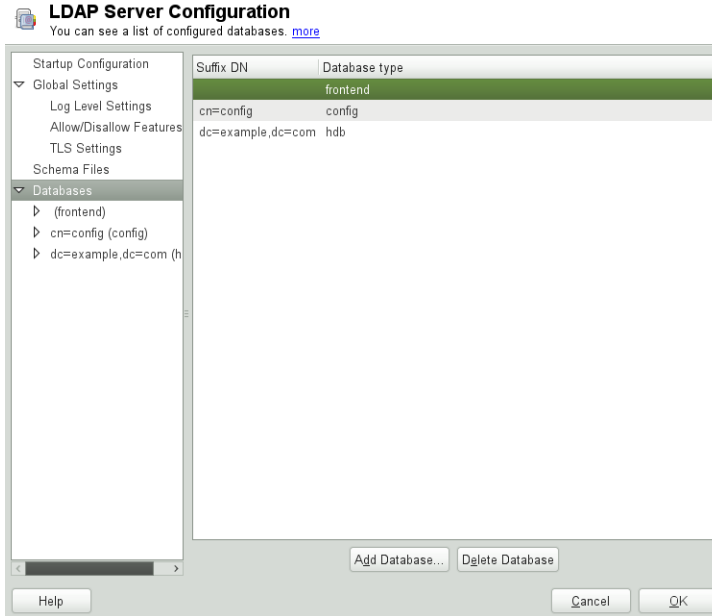 LDAP Server Configuration
You can see a list of configured databases. more
Startup Configuration
Global Settings
Log Level Settings
Allow/Disallow Features
TLS Settings
Schema Files
Databases
(frontend)
cn=config (config)
dc=example,dc=com (h
Suffix DN Database type
frontend
cn=config config
dc=example,dc=com hdb
Add Database... Delete Database
Help Cancel OK